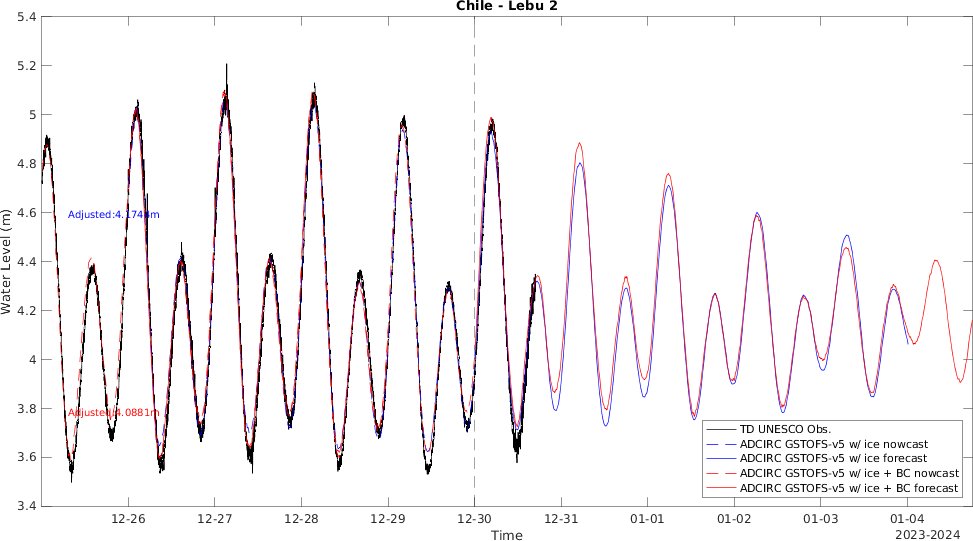 Chile - Lebu 2
5.4
5.2
5
4.8
4.6
4.4
4.2
4
3.8
3.6
3.4
Water Level (m)
Adjusted:4.1744m
Adjusted:4.0881m
TD UNESCO Obs.
ADCIRC GSTOFS-v5 w/ ice nowcast
ADCIRC GSTOFS-v5 w/ ice forecast
ADCIRC GSTOFS-v5 w/ ice + BC nowcast
ADCIRC GSTOFS-v5 w/ ice + BC forecast
12-26 12-27 12-28 12-29 12-30 12-31 01-01 01-02 01-03 01-04
Time
2023-2024